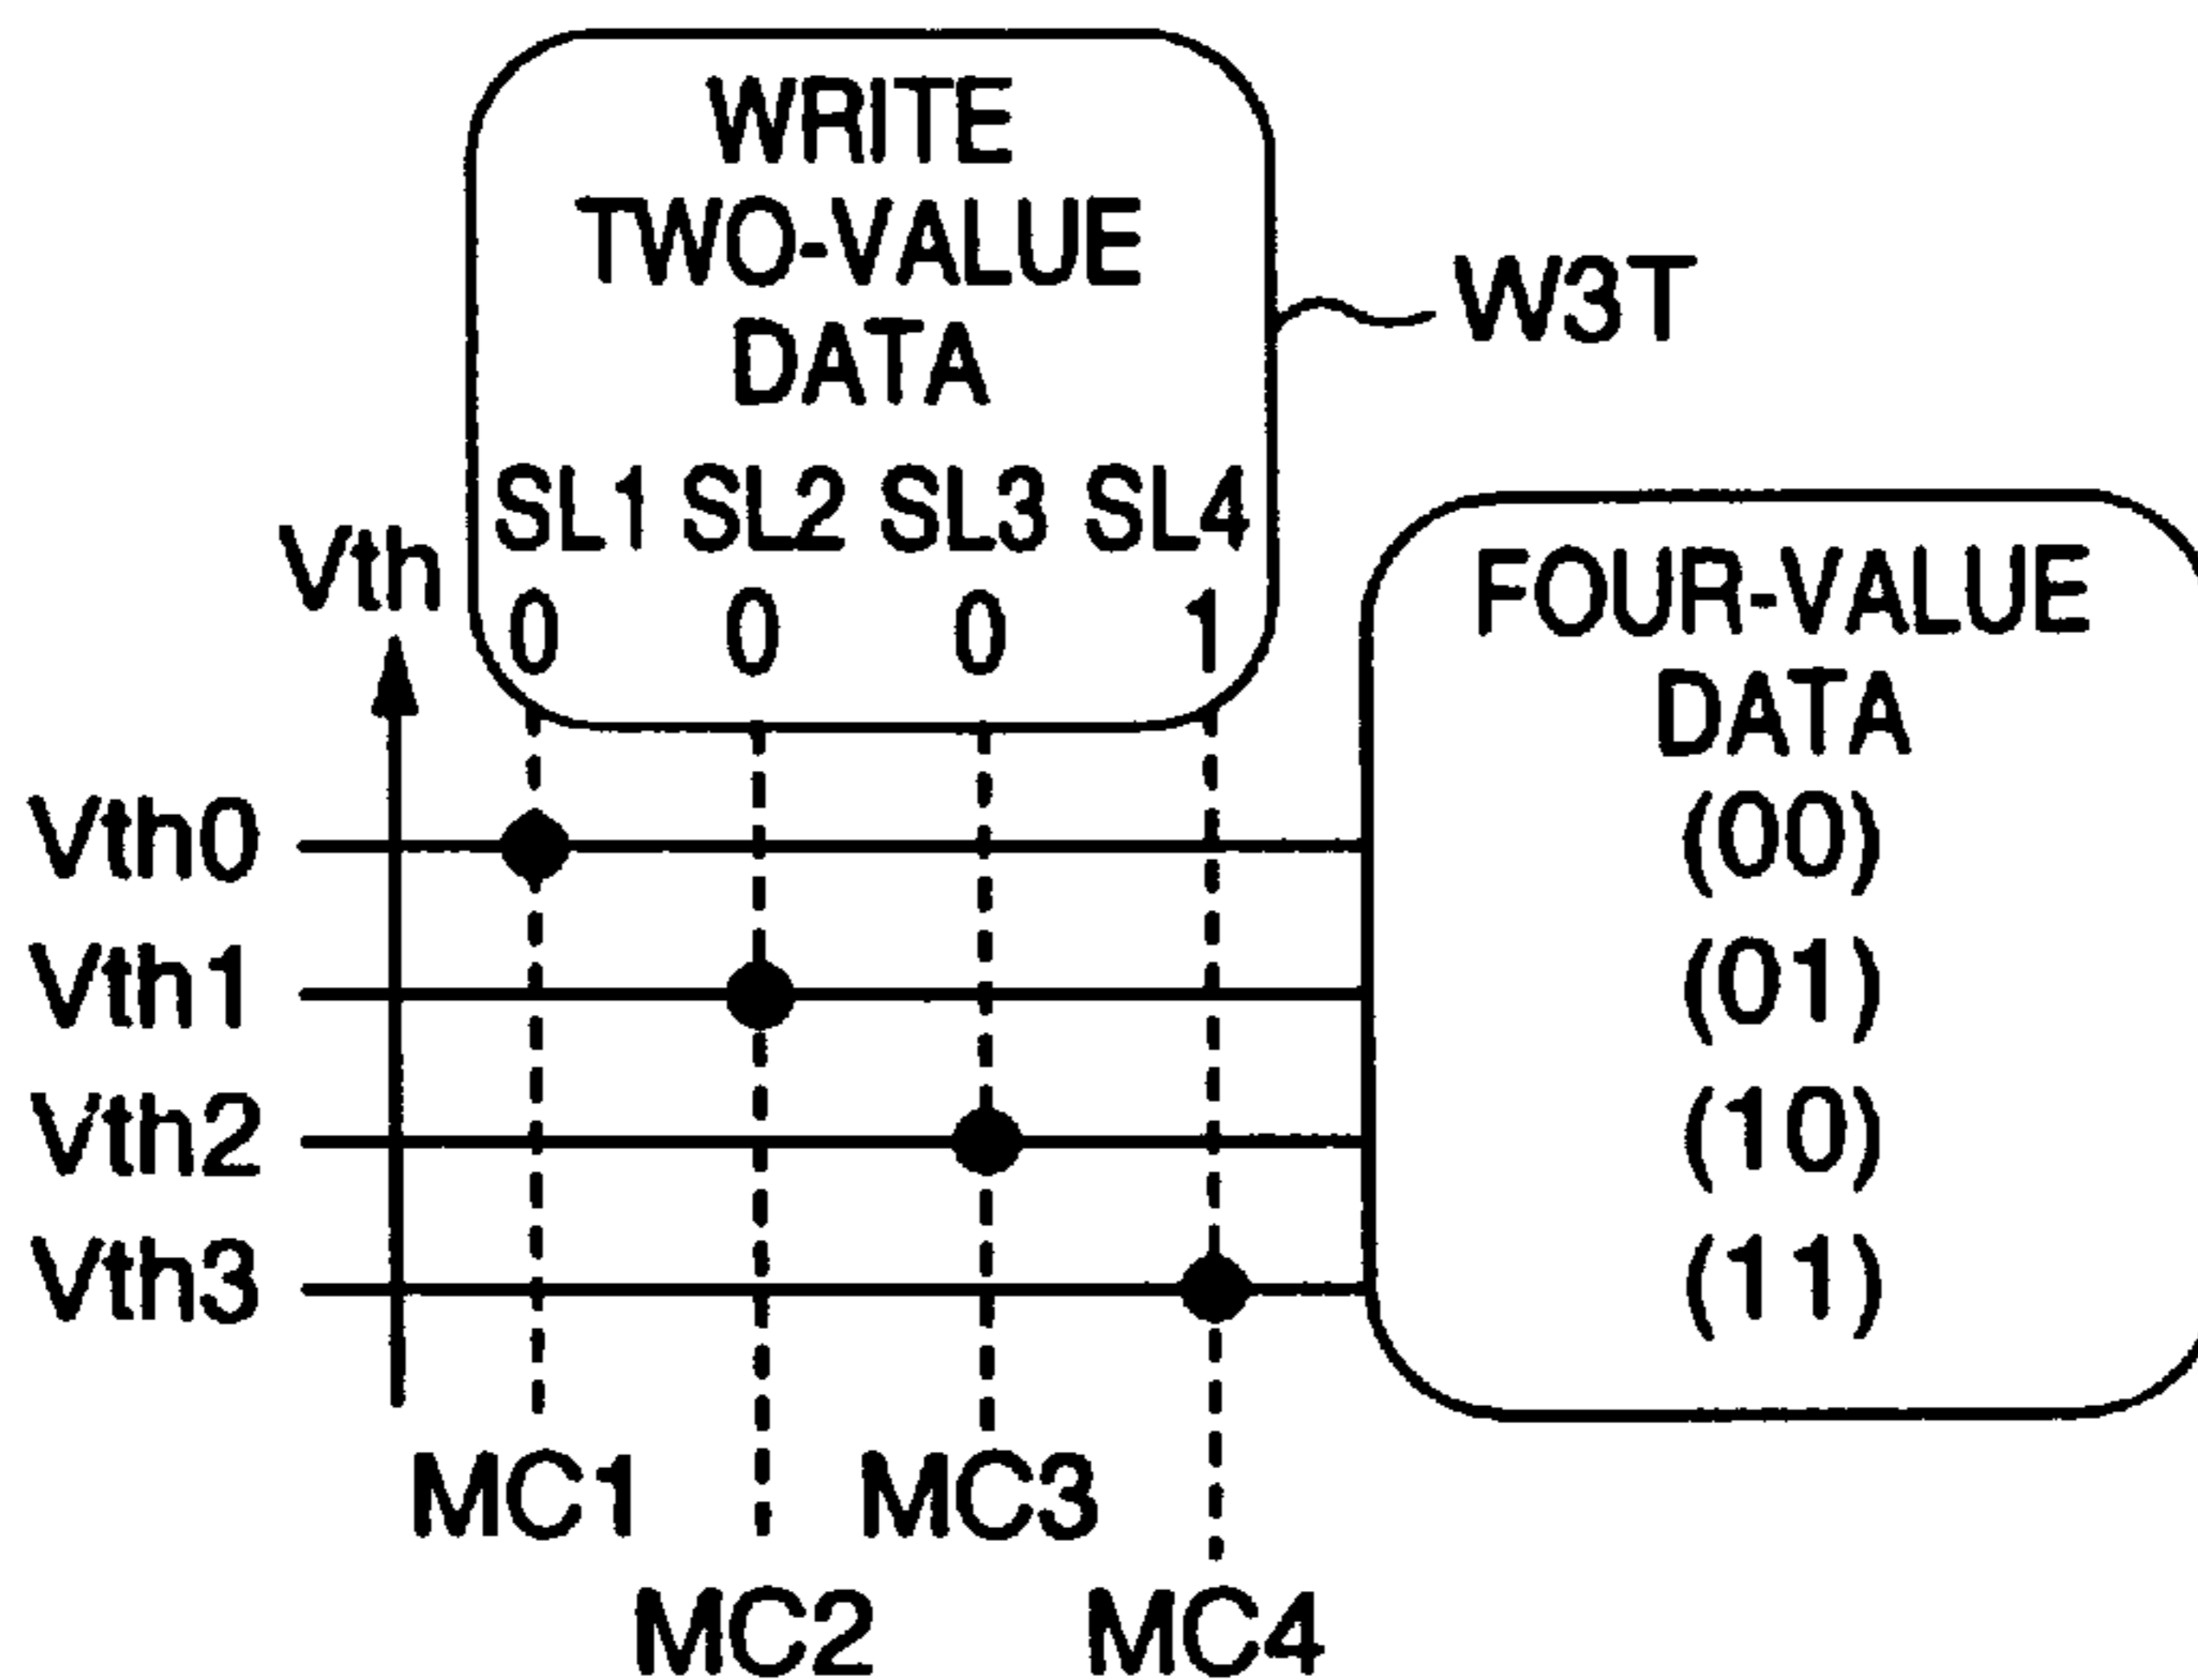 WRITE
TWO-VALUE
DATA
W3T
SL1 SL2 SL3 SL4
0 0 0 1
Vth
FOUR-VALUE
DATA
Vth0
(00)
Vth1
(01)
Vth2
(10)
Vth3
(11)
MC1
MC3
MC2
MC4